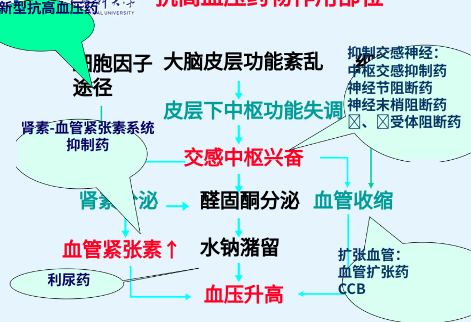 抗高血压药物作用部位
新型抗高血压药
AL UNIVERSITY
细胞因子
途径
大脑皮层功能紊乱
抑制交感神经：
中枢交感抑制药
神经节阻断药
神经末梢阻断药
、受体阻断药
皮层下中枢功能失调
肾素-血管紧张素系统
抑制药
交感中枢兴奋
肾素分泌
醛固酮分泌
血管收缩
血管紧张素↑
水钠潴留
扩张血管：
血管扩张药
CCB
利尿药
血压升高